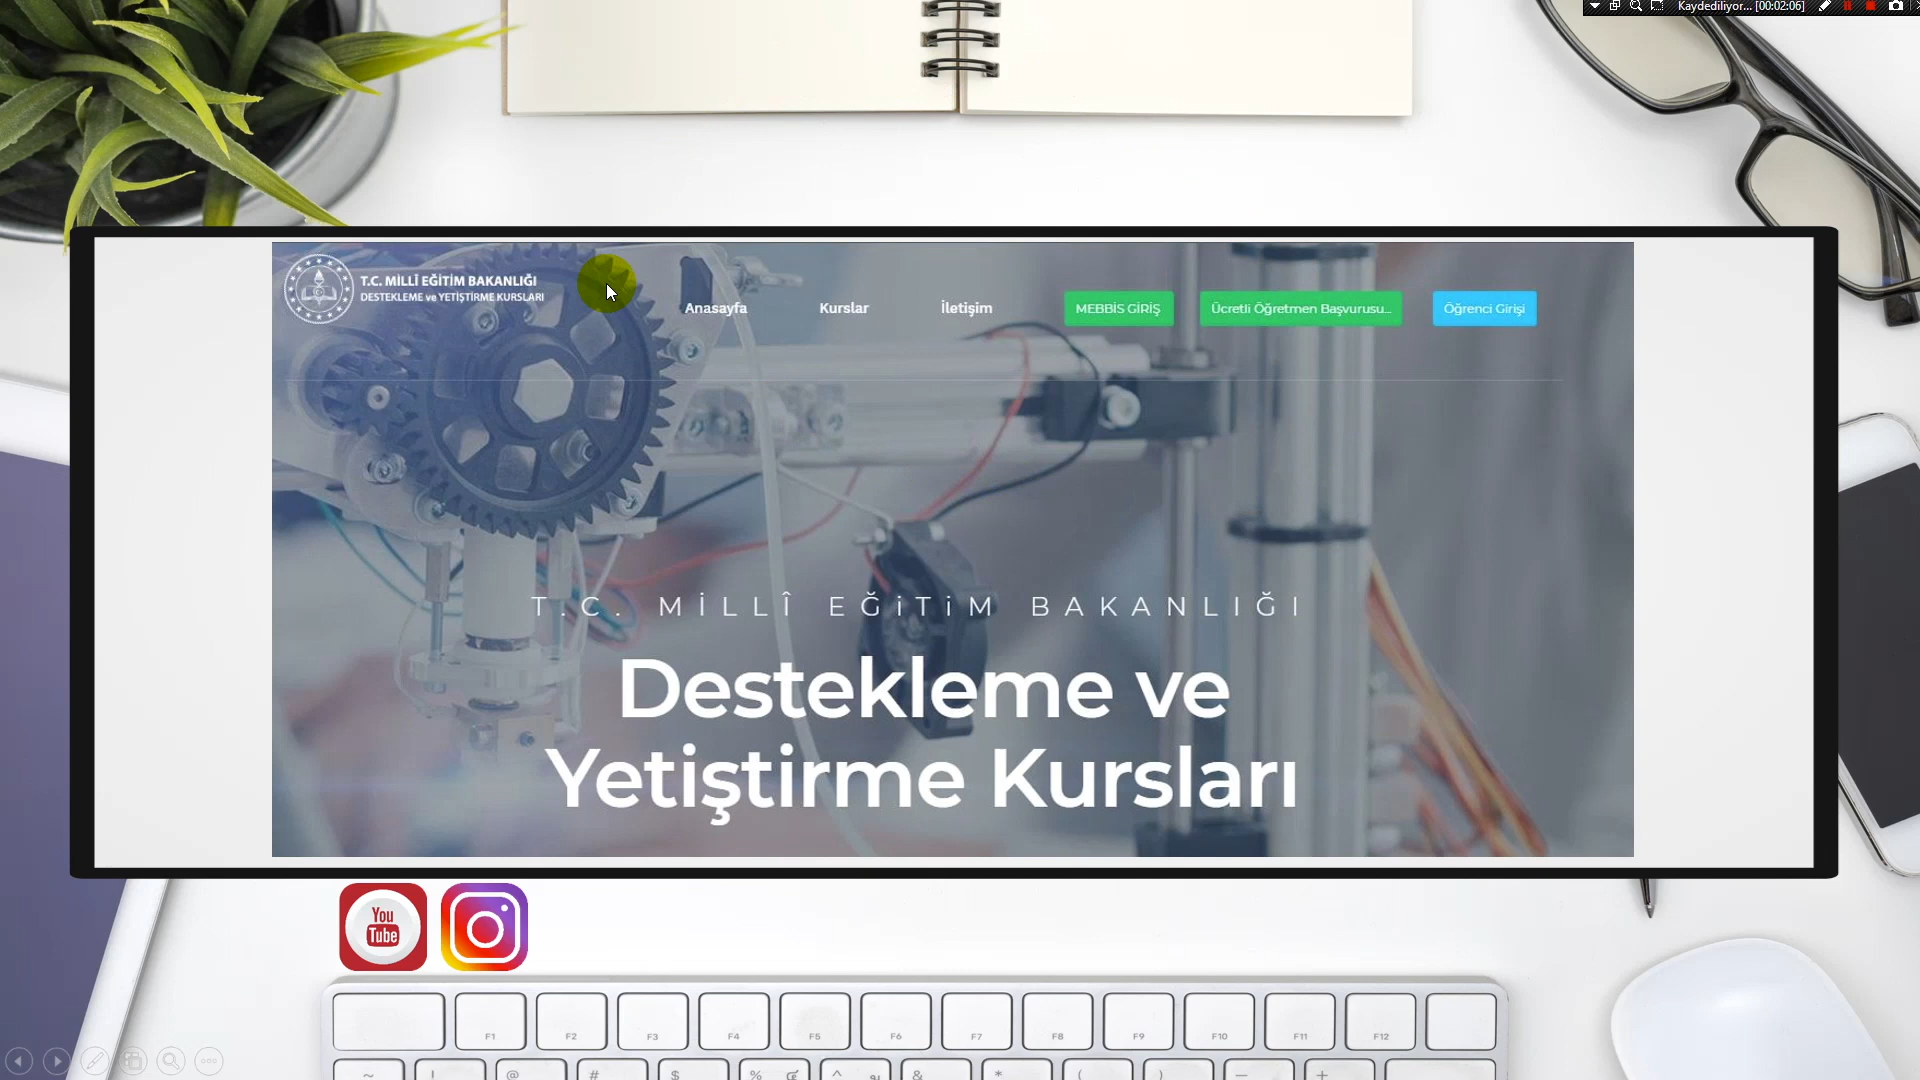 Kaydediliyor... [00:02:06]
T.C. MİLLÎ EĞİTİM BAKANLIĞI
DESTEKLEME ve YETİŞTİRME KURSLARI
Anasayfa
Kurslar
İletişim
MEBBİS GİRİŞ
Ücretli Öğretmen Başvurusu...
Öğrenci Girişi
T.C. MİLLÎ EĞİTİM BAKANLIĞI
Destekleme ve
Yetiştirme Kursları
You
Tube
F1 F2 F3 F4 F5 F6 F7 F8 F9 F10 F11 F12
~ ! @ # $ % ^ & * ( ) — +